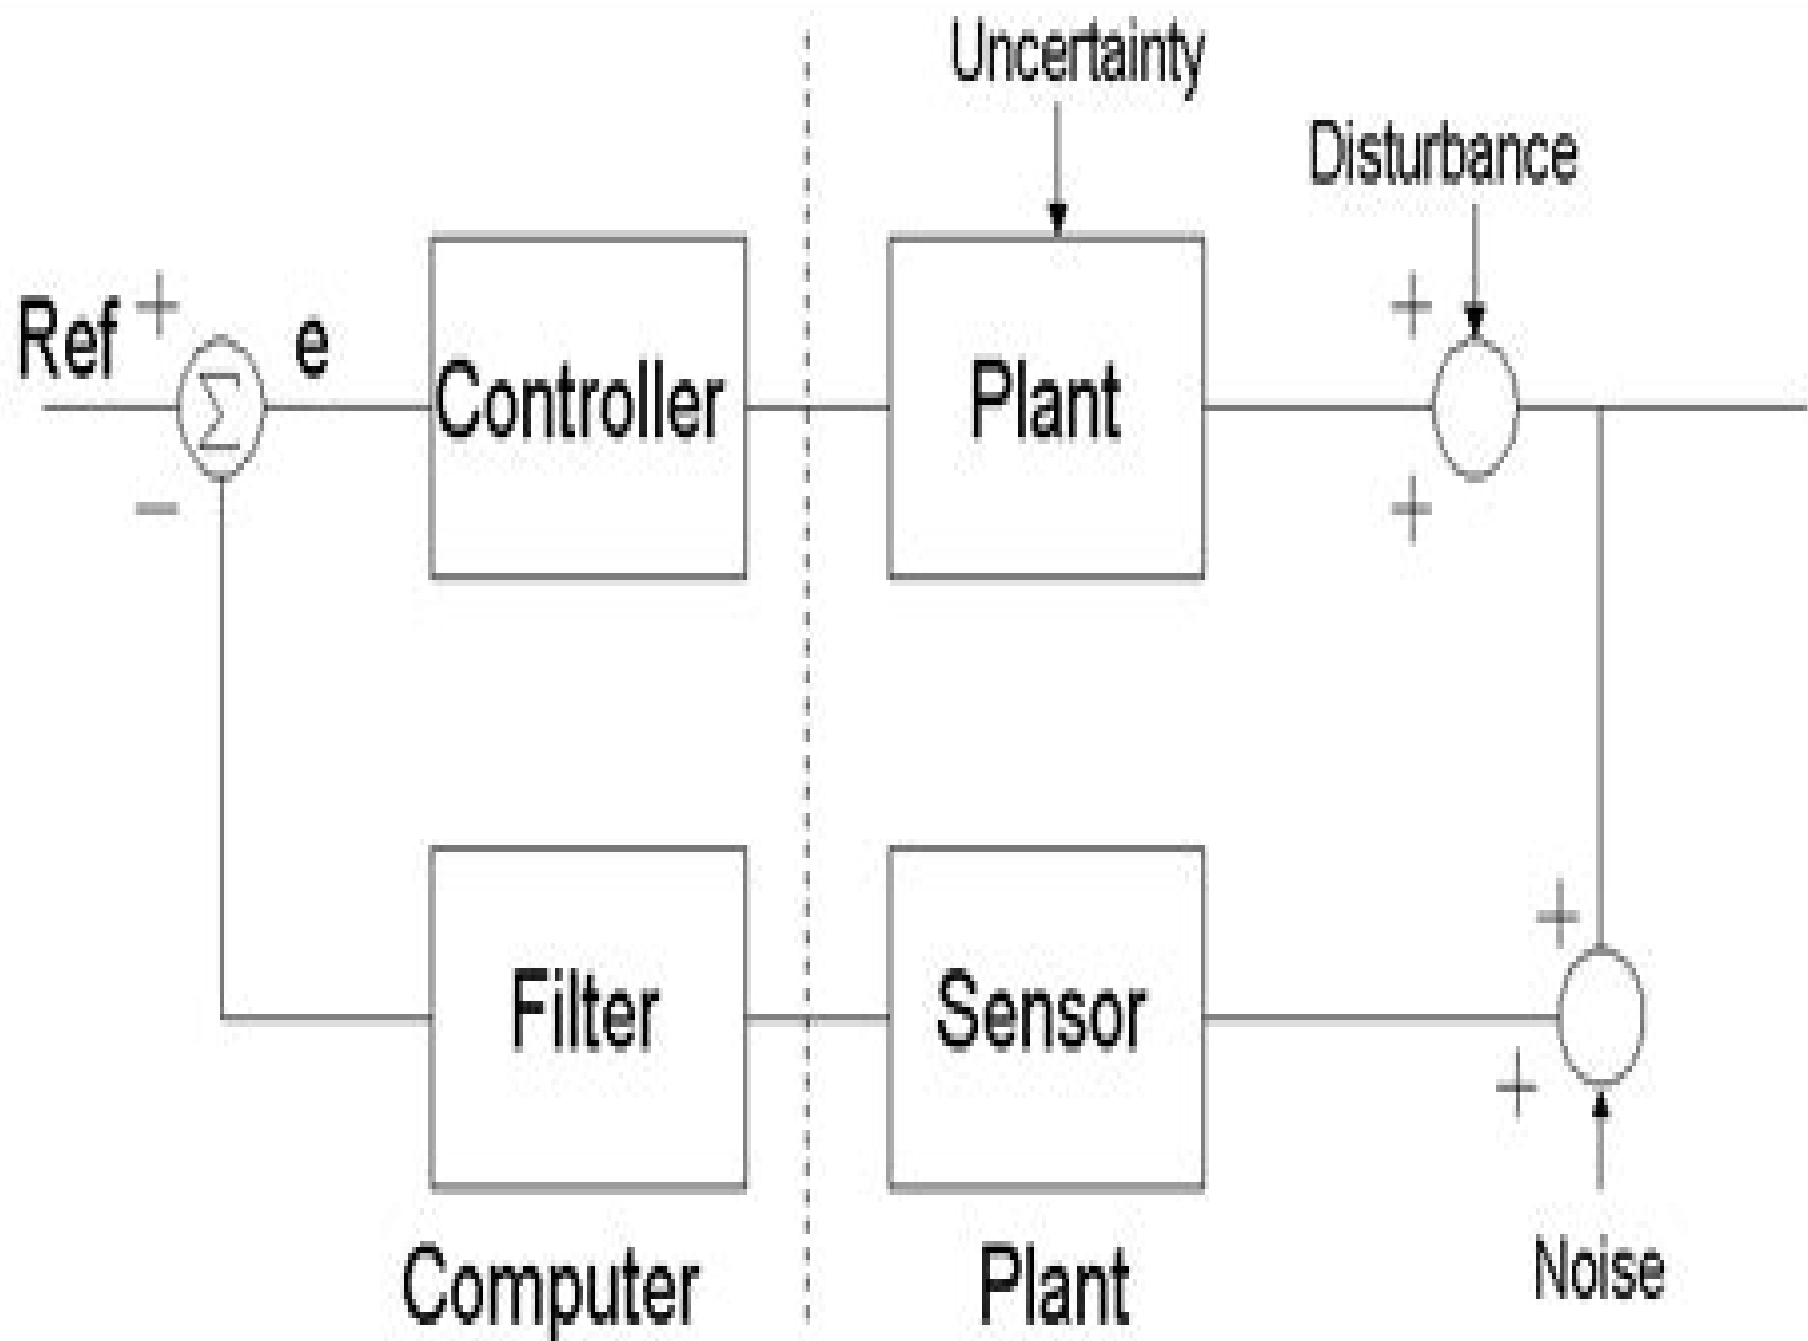 Uncertainty
Disturbance
+
Ref
e
Σ
Controller
Plant
+
−
+
Filter
Sensor
+
+
Computer
Plant
Noise